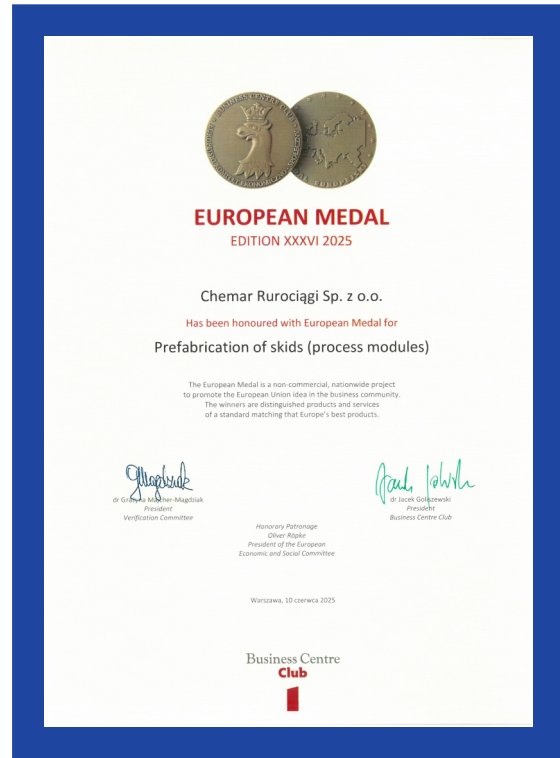 BUSINESS CENTRE CLUB
EUROPEAN MEDAL
EDITION XXXVI 2025
Chemar Rurociągi Sp. z o.o.
Has been honoured with European Medal for
Prefabrication of skids (process modules)
The European Medal is a non-commercial, nationwide project
to promote the European Union idea in the business community.
The winners are distinguished products and services
of a standard matching that Europe's best products.
dr Grażyna Majcher-Magdziak
President
Verification Committee
dr Jacek Goliszewski
President
Business Centre Club
Honorary Patronage
Oliver Röpke
President of the European
Economic and Social Committee
Warszawa, 10 czerwca 2025
Business Centre
Club